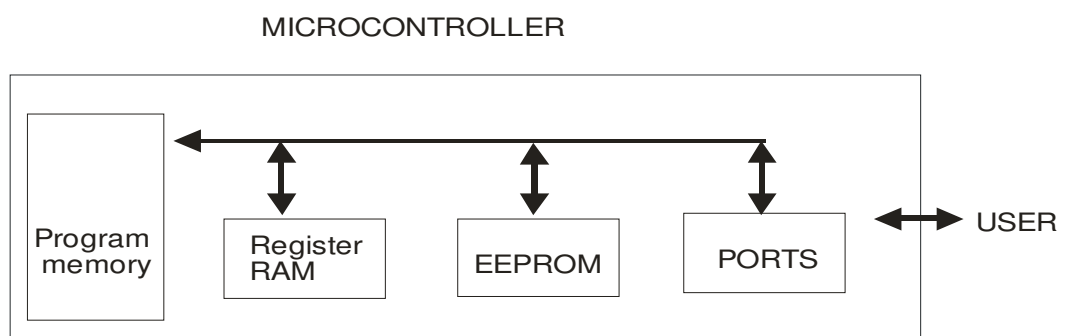 MICROCONTROLLER
Program
memory
Register
RAM
EEPROM
PORTS
USER